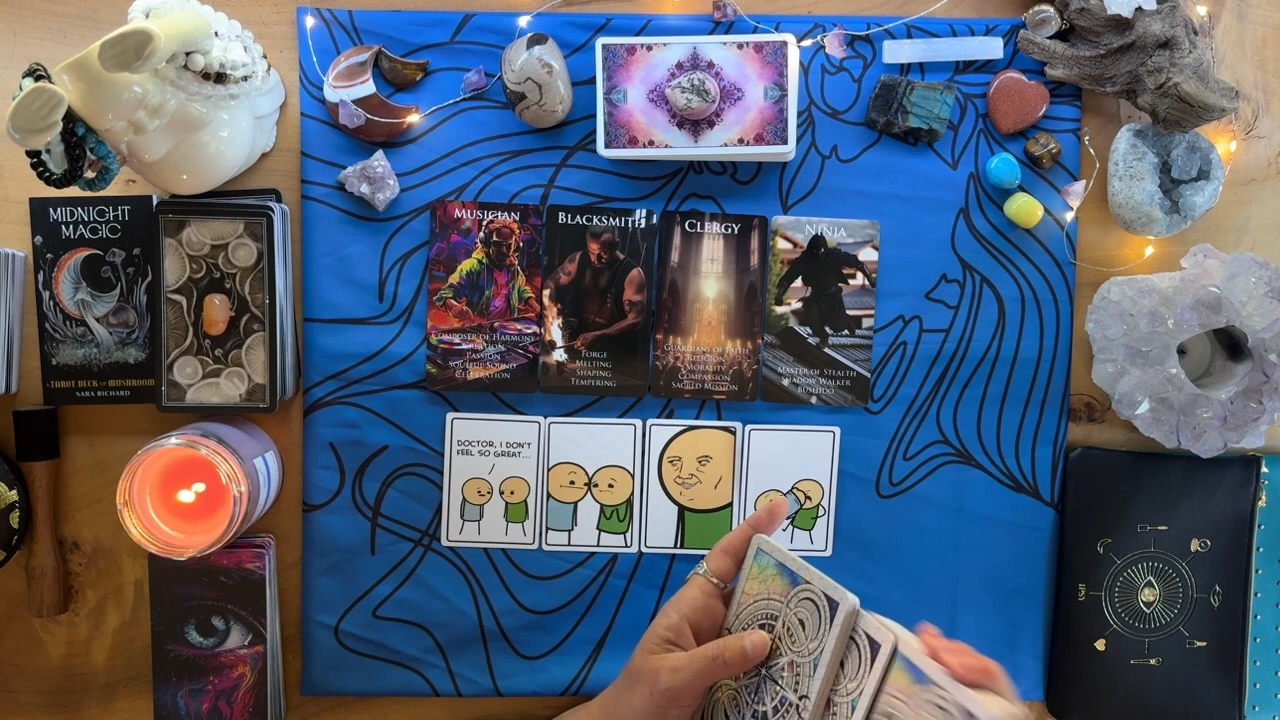 MIDNIGHT
MAGIC
A TAROT DECK OF MUSHROOMS
SARA RICHARD
MUSICIAN
COMPOSER OF HARMONY
CREATION
PASSION
SOULFUL SOUND
CELEBRATION
BLACKSMITH
FORGE
MELTING
SHAPING
TEMPERING
CLERGY
GUARDIANS OF FAITH
RELIGION
MORALITY
COMPASSION
SACRED MISSION
NINJA
MASTER OF STEALTH
SHADOW WALKER
BUSHIDO
DOCTOR, I DON'T
FEEL SO GREAT...